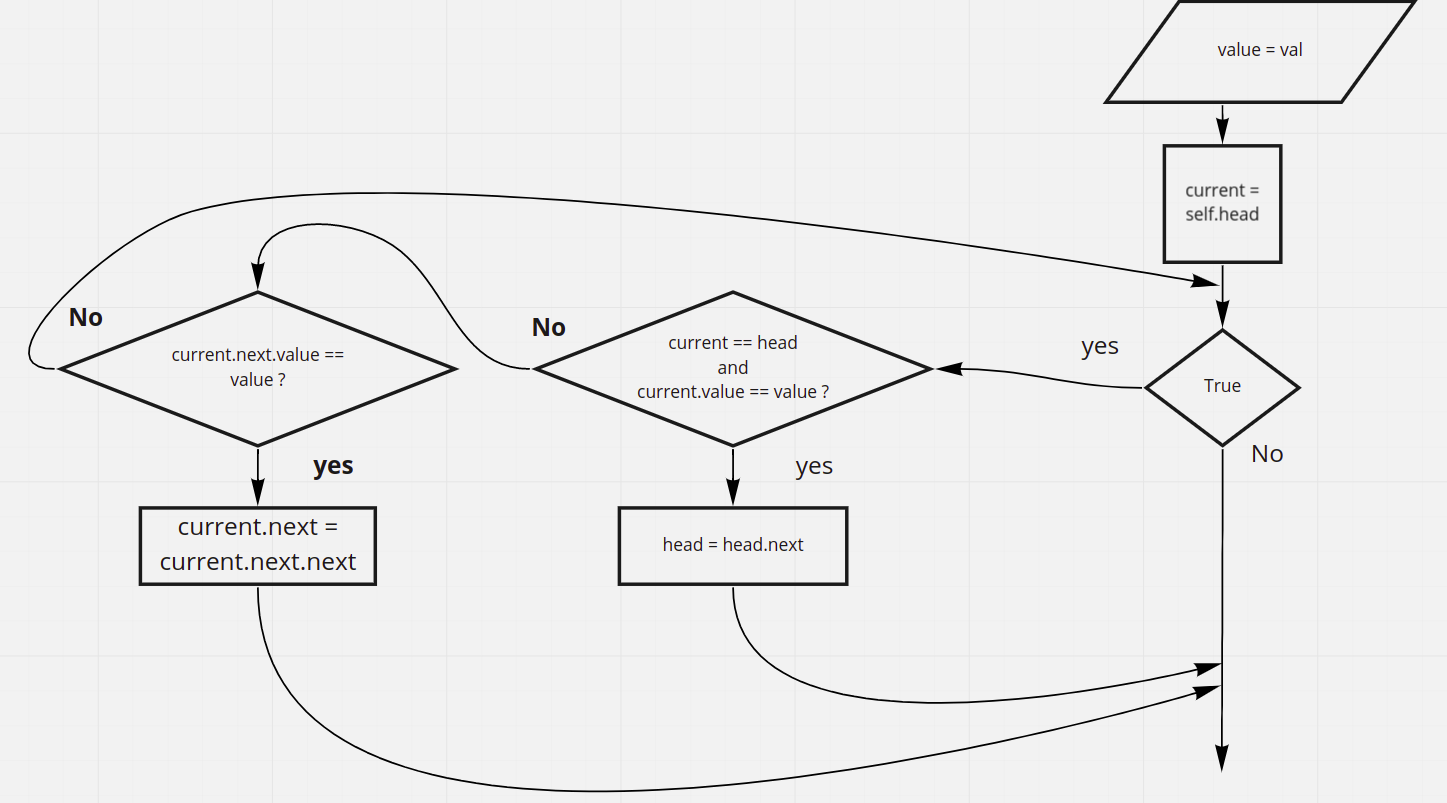 value = val
current =
self.head
No
current.next.value ==
value ?
No
current == head
and
current.value == value ?
yes
True
No
yes
yes
current.next =
current.next.next
head = head.next